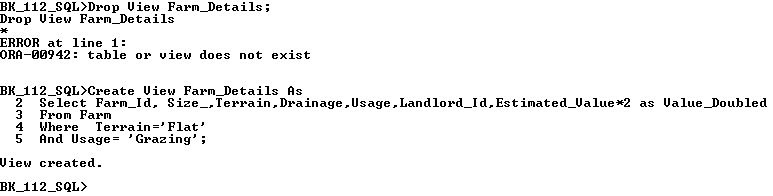 BK_112_SQL>Drop View Farm_Details;
Drop View Farm_Details
*
ERROR at line 1:
ORA-00942: table or view does not exist
BK_112_SQL>Create View Farm_Details As
2 Select Farm_Id, Size_,Terrain,Drainage,Usage,Landlord_Id,Estimated_Value*2 as Value_Doubled
3 From Farm
4 Where  Terrain='Flat'
5 And Usage= 'Grazing';
View created.
BK_112_SQL>